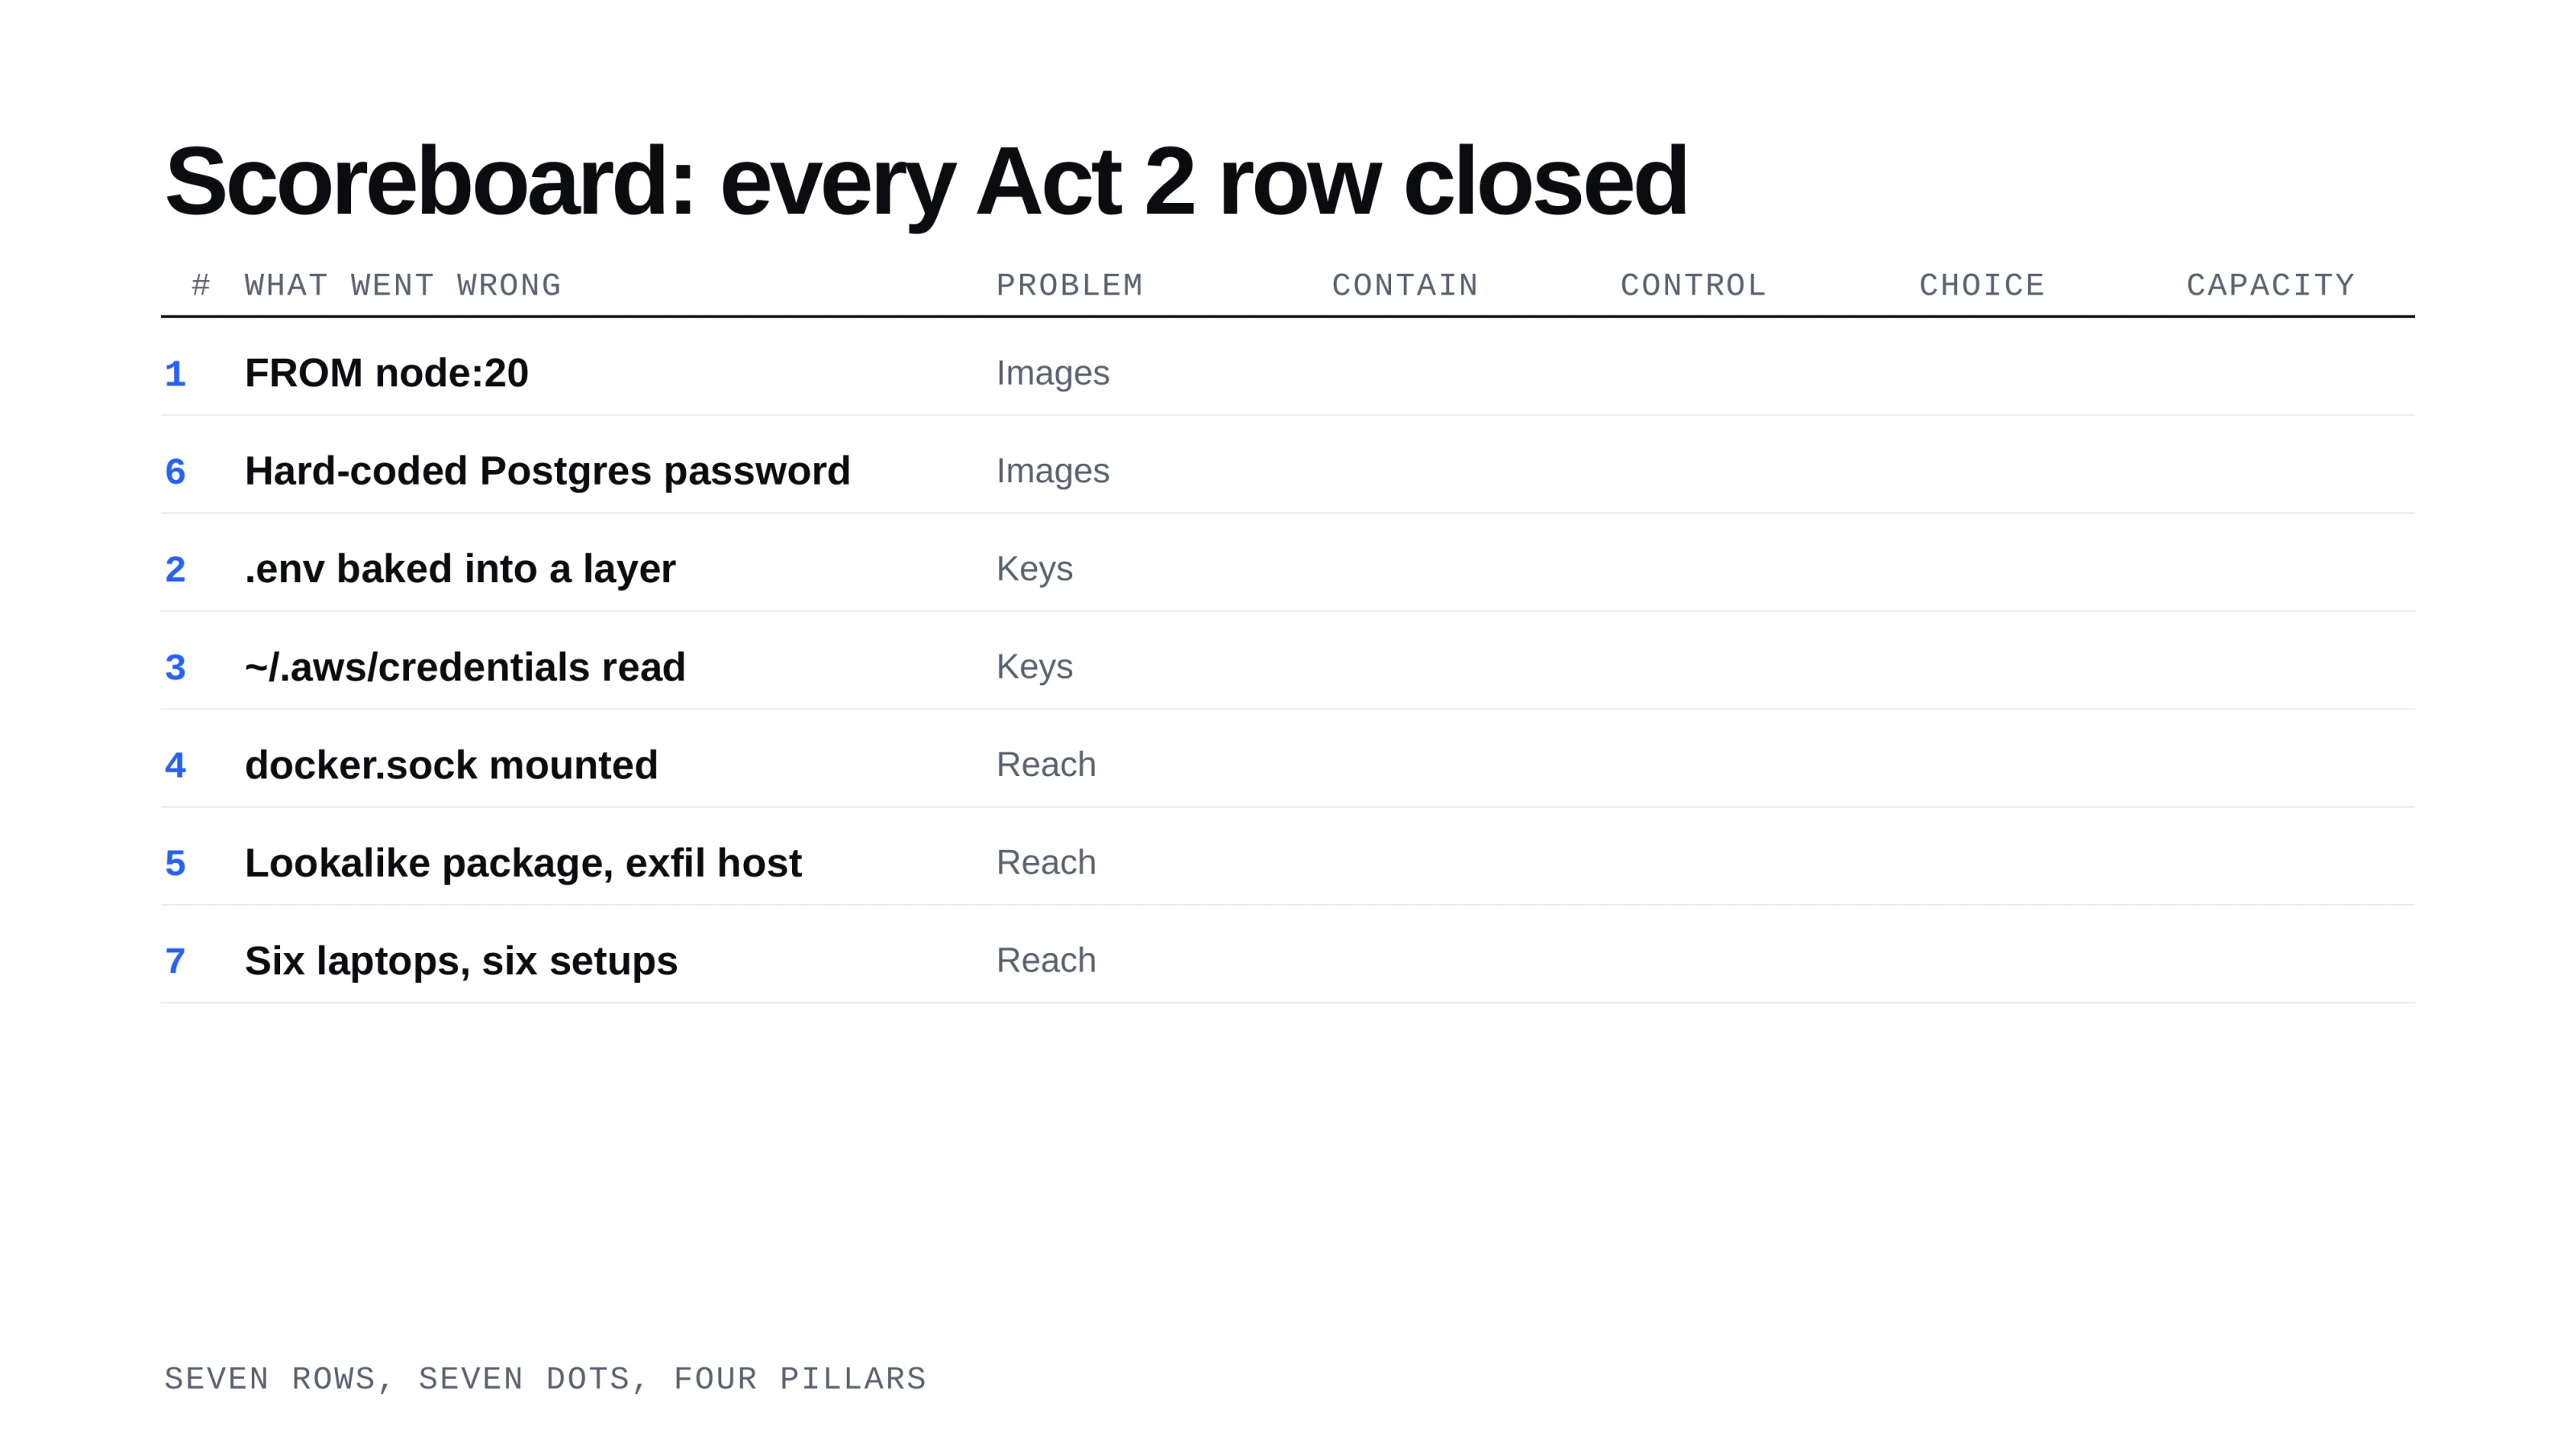 Scoreboard: every Act 2 row closed
# WHAT WENT WRONG PROBLEM CONTAIN CONTROL CHOICE CAPACITY
1 FROM node:20 Images
6 Hard-coded Postgres password Images
2 .env baked into a layer Keys
3 ~/.aws/credentials read Keys
4 docker.sock mounted Reach
5 Lookalike package, exfil host Reach
7 Six laptops, six setups Reach
SEVEN ROWS, SEVEN DOTS, FOUR PILLARS